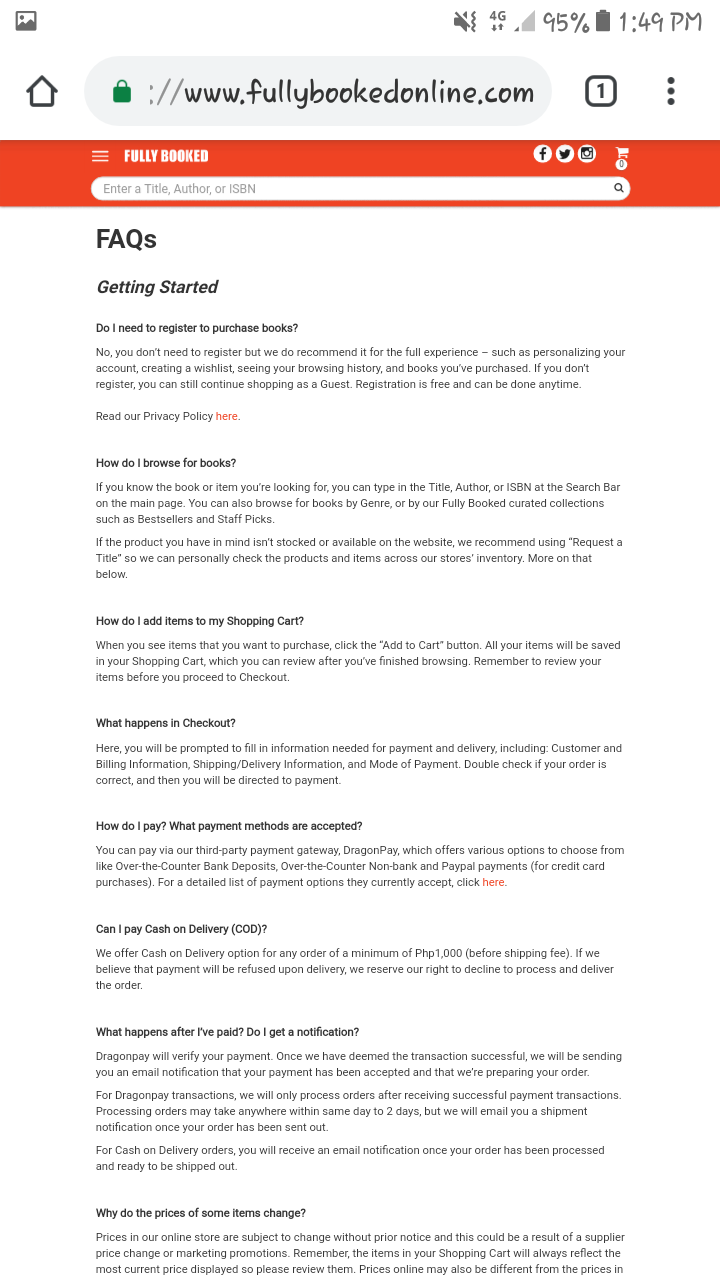 4G 95% 1:49 PM
://www.fullybookedonline.com 1
FULLY BOOKED
0
Enter a Title, Author, or ISBN
FAQs
Getting Started
Do I need to register to purchase books?
No, you don’t need to register but we do recommend it for the full experience – such as personalizing your
account, creating a wishlist, seeing your browsing history, and books you’ve purchased. If you don’t
register, you can still continue shopping as a Guest. Registration is free and can be done anytime.
Read our Privacy Policy here.
How do I browse for books?
If you know the book or item you’re looking for, you can type in the Title, Author, or ISBN at the Search Bar
on the main page. You can also browse for books by Genre, or by our Fully Booked curated collections
such as Bestsellers and Staff Picks.
If the product you have in mind isn’t stocked or available on the website, we recommend using “Request a
Title” so we can personally check the products and items across our stores’ inventory. More on that
below.
How do I add items to my Shopping Cart?
When you see items that you want to purchase, click the “Add to Cart” button. All your items will be saved
in your Shopping Cart, which you can review after you’ve finished browsing. Remember to review your
items before you proceed to Checkout.
What happens in Checkout?
Here, you will be prompted to fill in information needed for payment and delivery, including: Customer and
Billing Information, Shipping/Delivery Information, and Mode of Payment. Double check if your order is
correct, and then you will be directed to payment.
How do I pay? What payment methods are accepted?
You can pay via our third-party payment gateway, DragonPay, which offers various options to choose from
like Over-the-Counter Bank Deposits, Over-the-Counter Non-bank and Paypal payments (for credit card
purchases). For a detailed list of payment options they currently accept, click here.
Can I pay Cash on Delivery (COD)?
We offer Cash on Delivery option for any order of a minimum of Php1,000 (before shipping fee). If we
believe that payment will be refused upon delivery, we reserve our right to decline to process and deliver
the order.
What happens after I’ve paid? Do I get a notification?
Dragonpay will verify your payment. Once we have deemed the transaction successful, we will be sending
you an email notification that your payment has been accepted and that we’re preparing your order.
For Dragonpay transactions, we will only process orders after receiving successful payment transactions.
Processing orders may take anywhere within same day to 2 days, but we will email you a shipment
notification once your order has been sent out.
For Cash on Delivery orders, you will receive an email notification once your order has been processed
and ready to be shipped out.
Why do the prices of some items change?
Prices in our online store are subject to change without prior notice and this could be a result of a supplier
price change or marketing promotions. Remember, the items in your Shopping Cart will always reflect the
most current price displayed so please review them. Prices online may also be different from the prices in